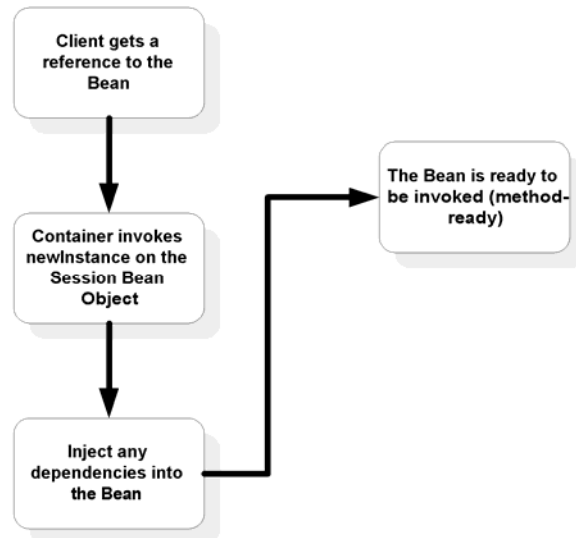 Client gets a
reference to the
Bean
Container invokes
newInstance on the
Session Bean
Object
Inject any
dependencies into
the Bean
The Bean is ready to
be invoked (method-
ready)